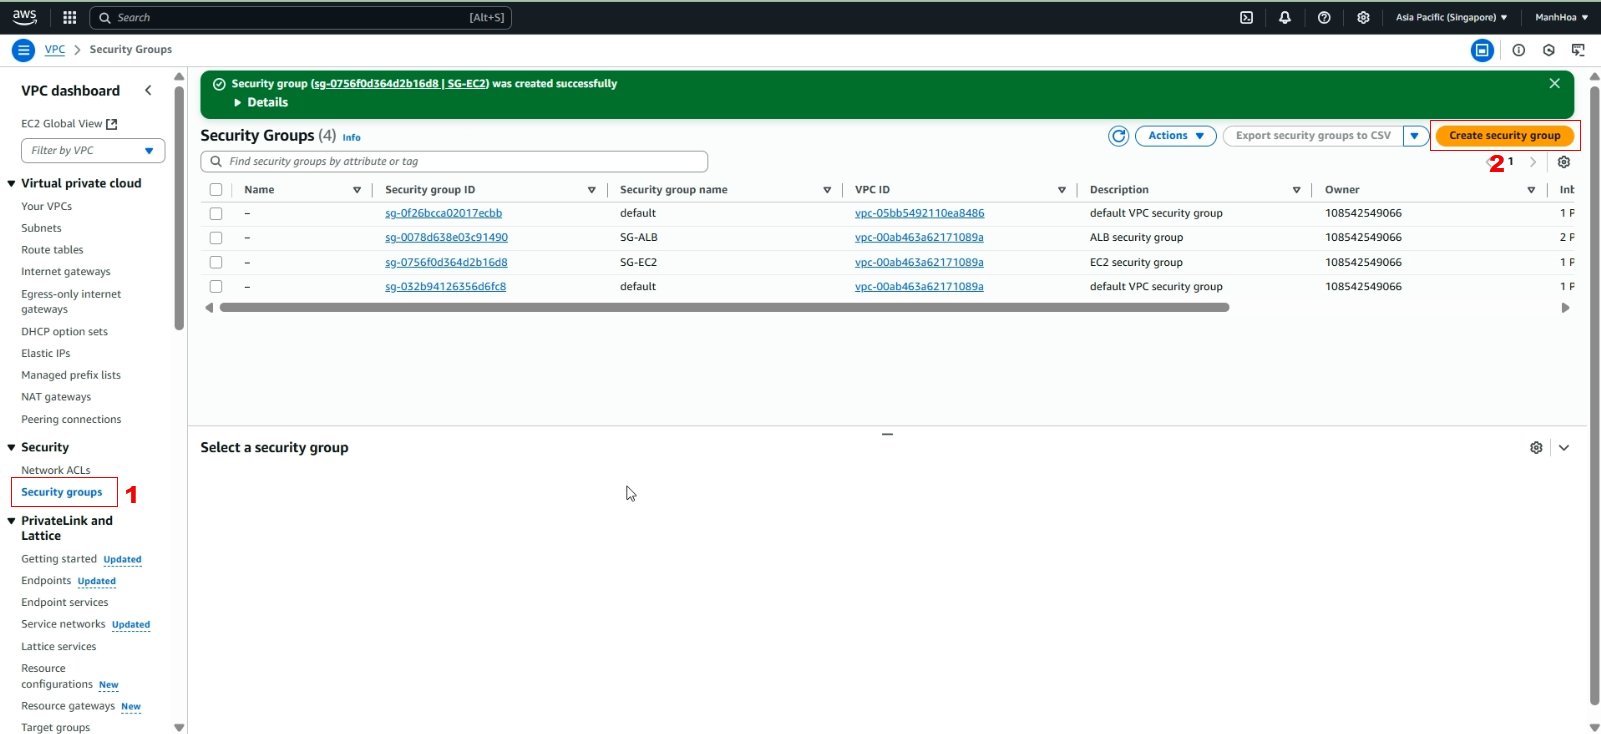 aws
Search
[Alt+S]
Asia Pacific (Singapore)
ManhHoa
VPC
Security Groups
VPC dashboard
EC2 Global View
Filter by VPC
Virtual private cloud
Your VPCs
Subnets
Route tables
Internet gateways
Egress-only internet
gateways
DHCP option sets
Elastic IPs
Managed prefix lists
NAT gateways
Peering connections
Security
Network ACLs
Security groups
1
PrivateLink and
Lattice
Getting started Updated
Endpoints Updated
Endpoint services
Service networks Updated
Lattice services
Resource
configurations New
Resource gateways New
Target groups
Security group (sg-0756f0d364d2b16d8 | SG-EC2) was created successfully
Details
Security Groups (4) Info
Actions
Export security groups to CSV
Create security group
Find security groups by attribute or tag
2 1
Name Security group ID Security group name VPC ID Description Owner Int
– sg-0f26bcca02017ecbb default vpc-05bb5492110ea8486 default VPC security group 108542549066 1 P
– sg-0078d638e03c91490 SG-ALB vpc-00ab463a62171089a ALB security group 108542549066 2 P
– sg-0756f0d364d2b16d8 SG-EC2 vpc-00ab463a62171089a EC2 security group 108542549066 1 P
– sg-032b94126356d6fc8 default vpc-00ab463a62171089a default VPC security group 108542549066 1 P
Select a security group